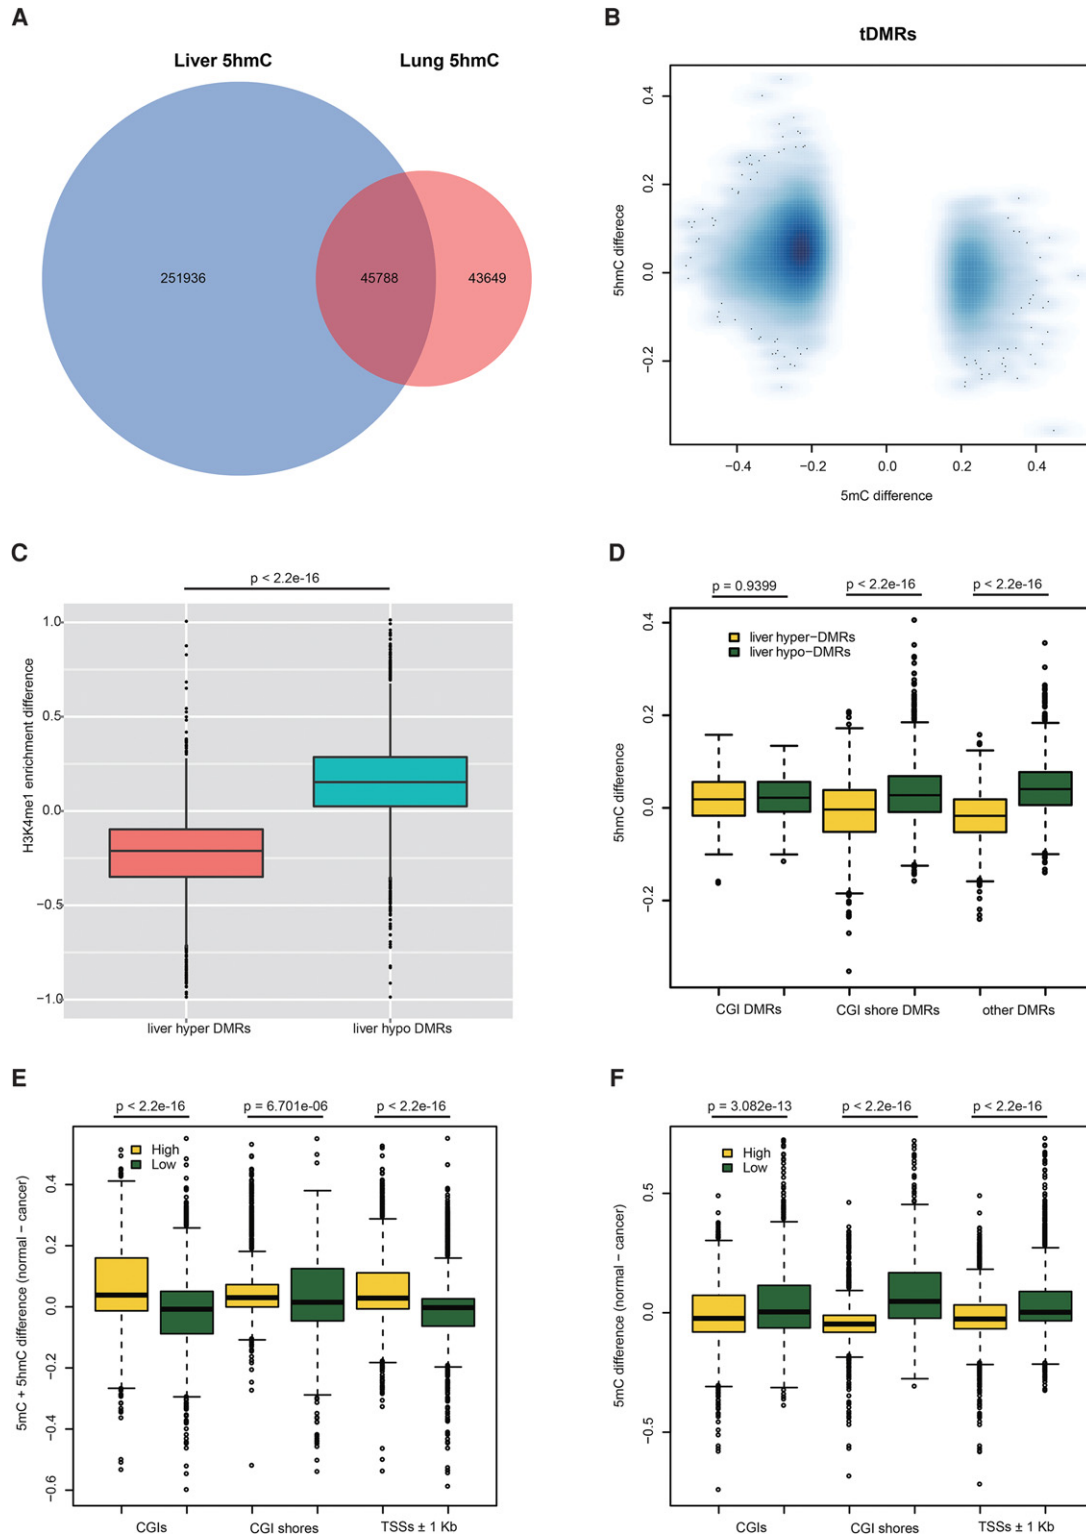 A
Liver 5hmC
Lung 5hmC
251936
45788
43649
B
tDMRs
5hmC differece
0.4
0.2
0.0
−0.2
−0.4
−0.2
0.0
0.2
0.4
5mC difference
C
p < 2.2e-16
H3K4me1 enrichment difference
1.0
0.5
0.0
−0.5
−1.0
liver hyper DMRs
liver hypo DMRs
D
p = 0.9399
p < 2.2e-16
p < 2.2e-16
liver hyper−DMRs
liver hypo−DMRs
5hmC difference
0.4
0.2
0.0
−0.2
CGI DMRs
CGI shore DMRs
other DMRs
E
p < 2.2e-16
p = 6.701e-06
p < 2.2e-16
High
Low
5mC + 5hmC difference (normal − cancer)
0.4
0.2
0.0
−0.2
−0.4
−0.6
CGIs
CGI shores
TSSs ± 1 Kb
F
p = 3.082e-13
p < 2.2e-16
p < 2.2e-16
High
Low
5mC difference (normal − cancer)
0.5
0.0
−0.5
CGIs
CGI shores
TSSs ± 1 Kb